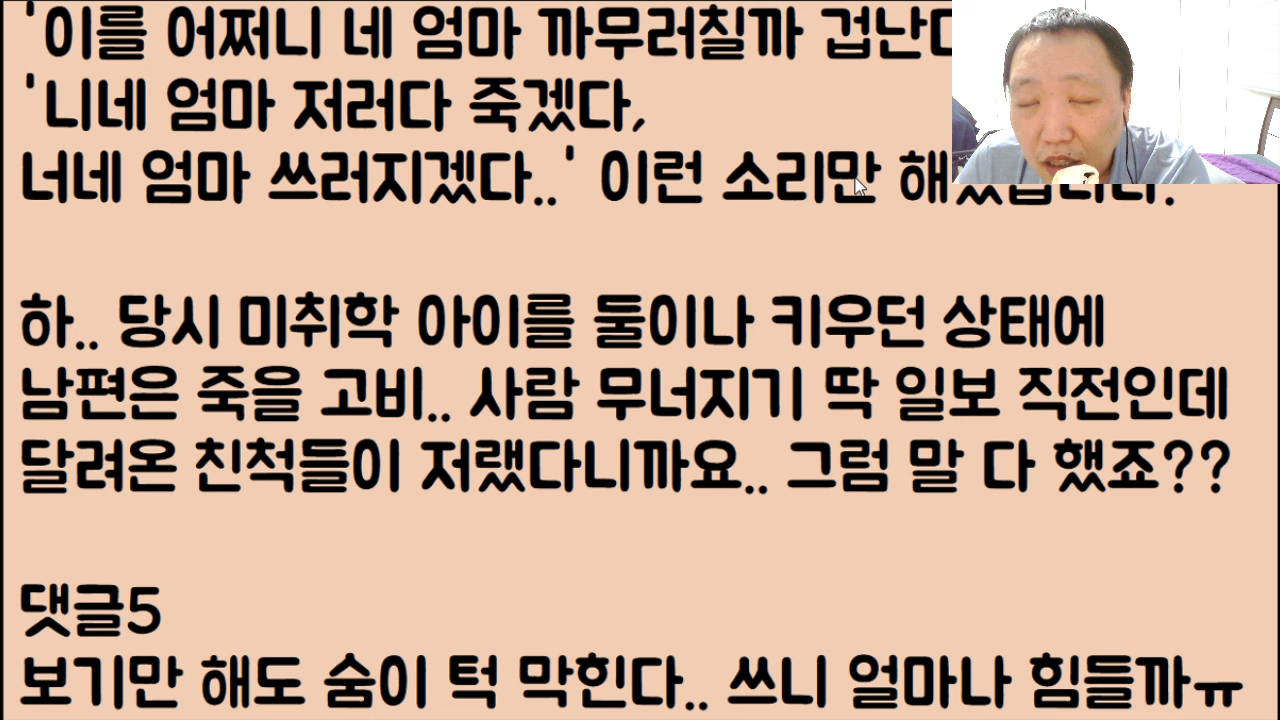 '이를 어쩌니 네 엄마 까무러칠까 겁난다
'니네 엄마 저러다 죽겠다,
너네 엄마 쓰러지겠다..' 이런 소리만
하.. 당시 미취학 아이를 둘이나 키우던 상태에
남편은 죽을 고비.. 사람 무너지기 딱 일보 직전인데
달려온 친척들이 저랬다니까요.. 그럼 말 다 했죠??
댓글5
보기만 해도 숨이 턱 막힌다.. 쓰니 얼마나 힘들까ㅠ